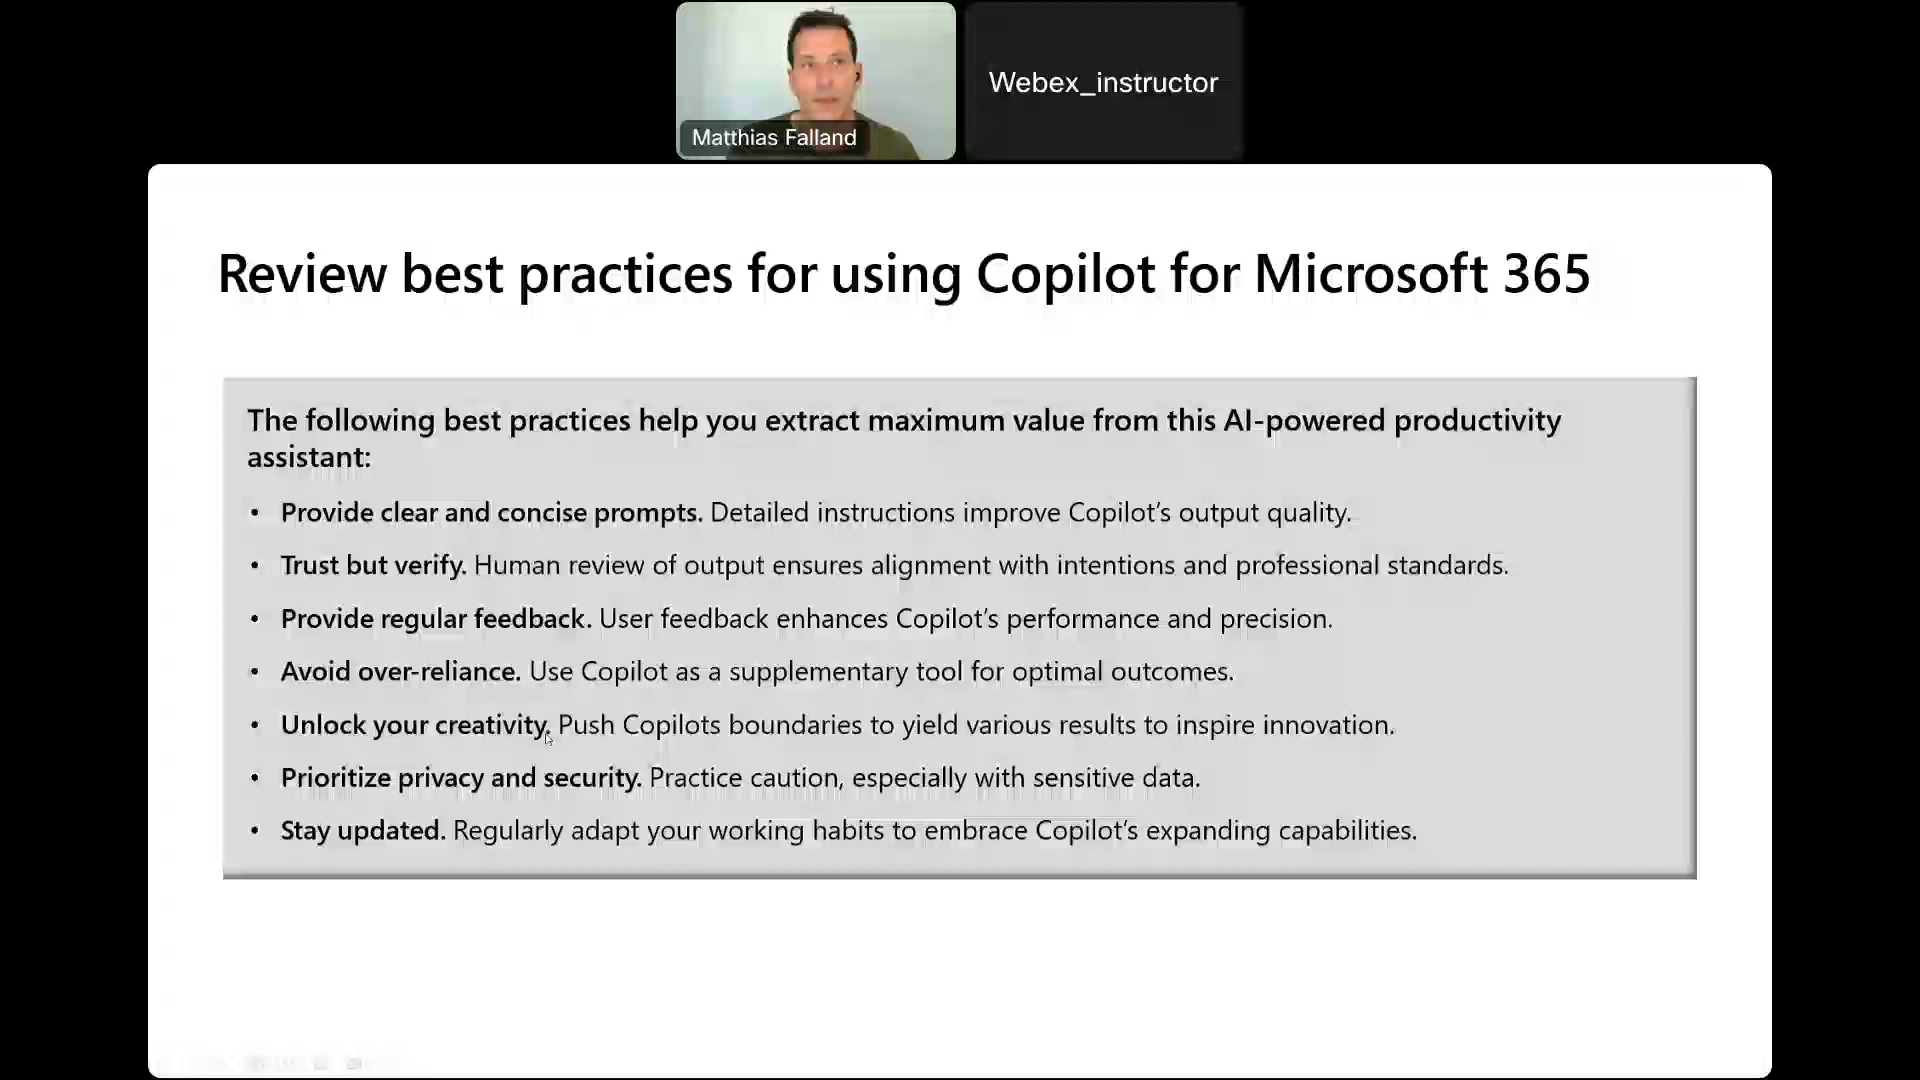 Matthias Falland
Webex_instructor
Review best practices for using Copilot for Microsoft 365
The following best practices help you extract maximum value from this AI-powered productivity
assistant:
• Provide clear and concise prompts. Detailed instructions improve Copilot’s output quality.
• Trust but verify. Human review of output ensures alignment with intentions and professional standards.
• Provide regular feedback. User feedback enhances Copilot’s performance and precision.
• Avoid over-reliance. Use Copilot as a supplementary tool for optimal outcomes.
• Unlock your creativity. Push Copilots boundaries to yield various results to inspire innovation.
• Prioritize privacy and security. Practice caution, especially with sensitive data.
• Stay updated. Regularly adapt your working habits to embrace Copilot’s expanding capabilities.